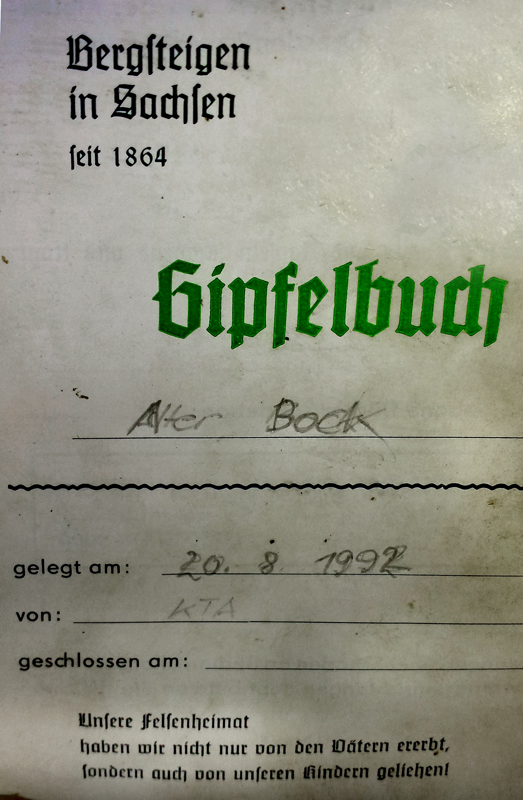 Bergsteigen
in Sachsen
seit 1864
Gipfelbuch
Alter Bock
gelegt am: 20. 8. 1992
von: KTA
geschlossen am:
Unsere Felsenheimat
haben wir nicht nur von den Vätern ererbt,
sondern auch von unseren Kindern geliehen!